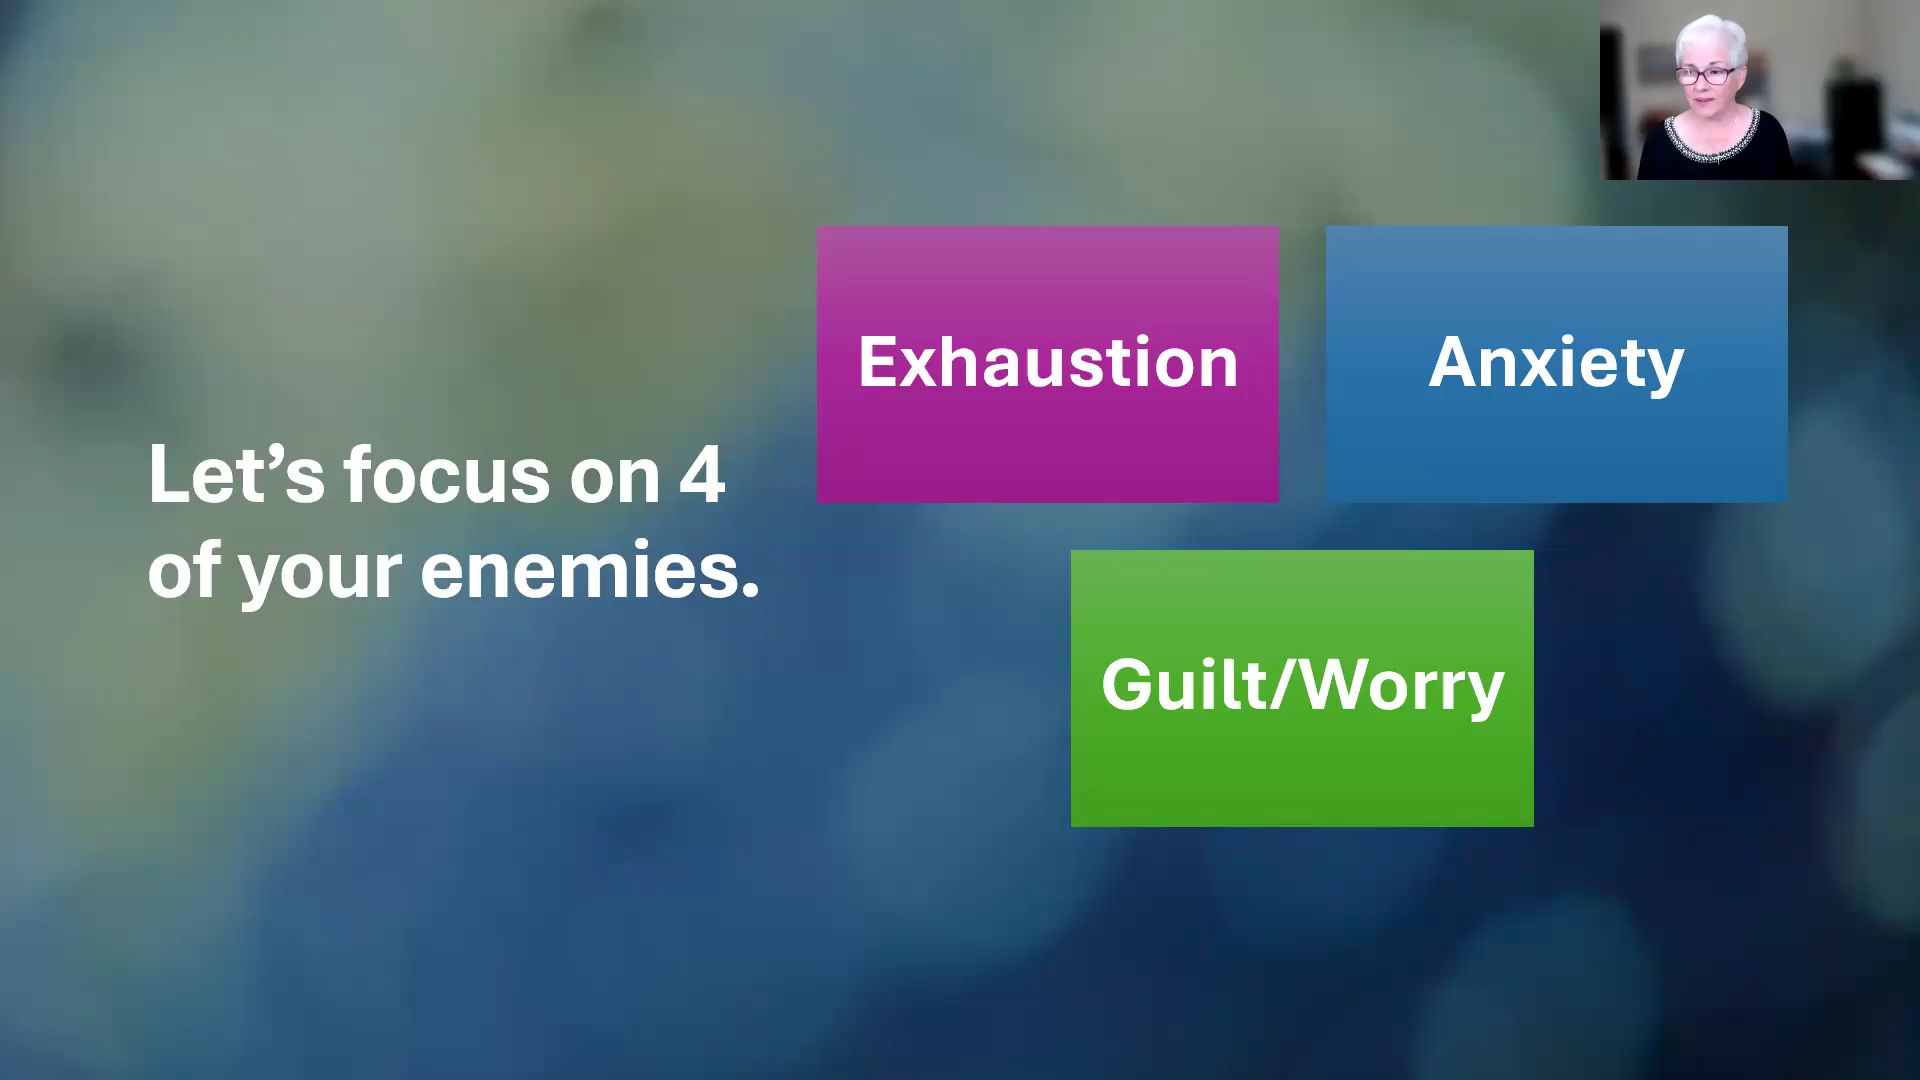 Let’s focus on 4
of your enemies.
Exhaustion
Anxiety
Guilt/Worry